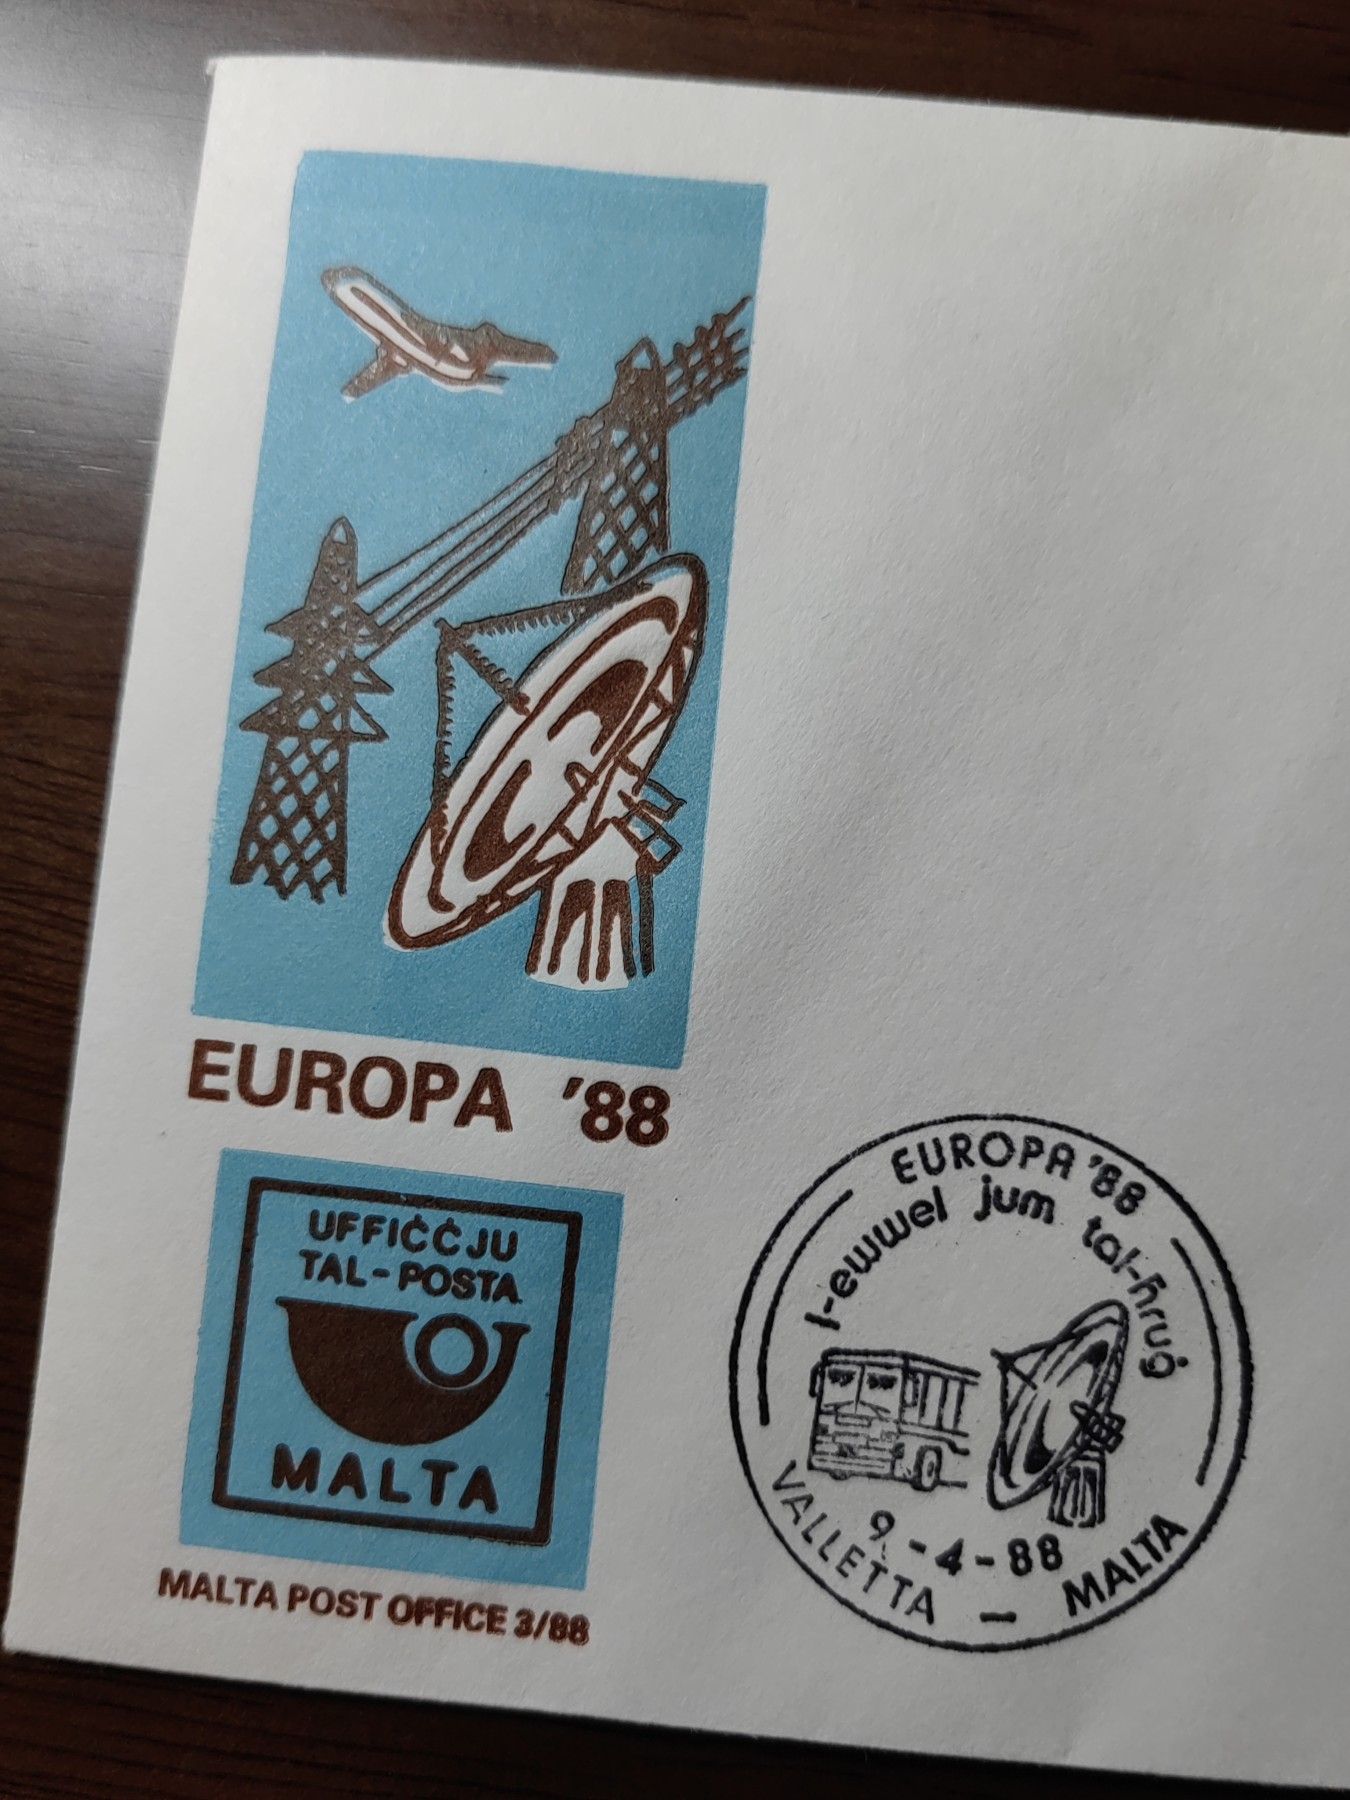 EUROPA '88
UFFIĊĊJU
TAL-POSTA
MALTA
MALTA POST OFFICE 3/88
EUROPA '88
l-ewwel jum tal-ħruġ
9-4-88
VALLETTA - MALTA